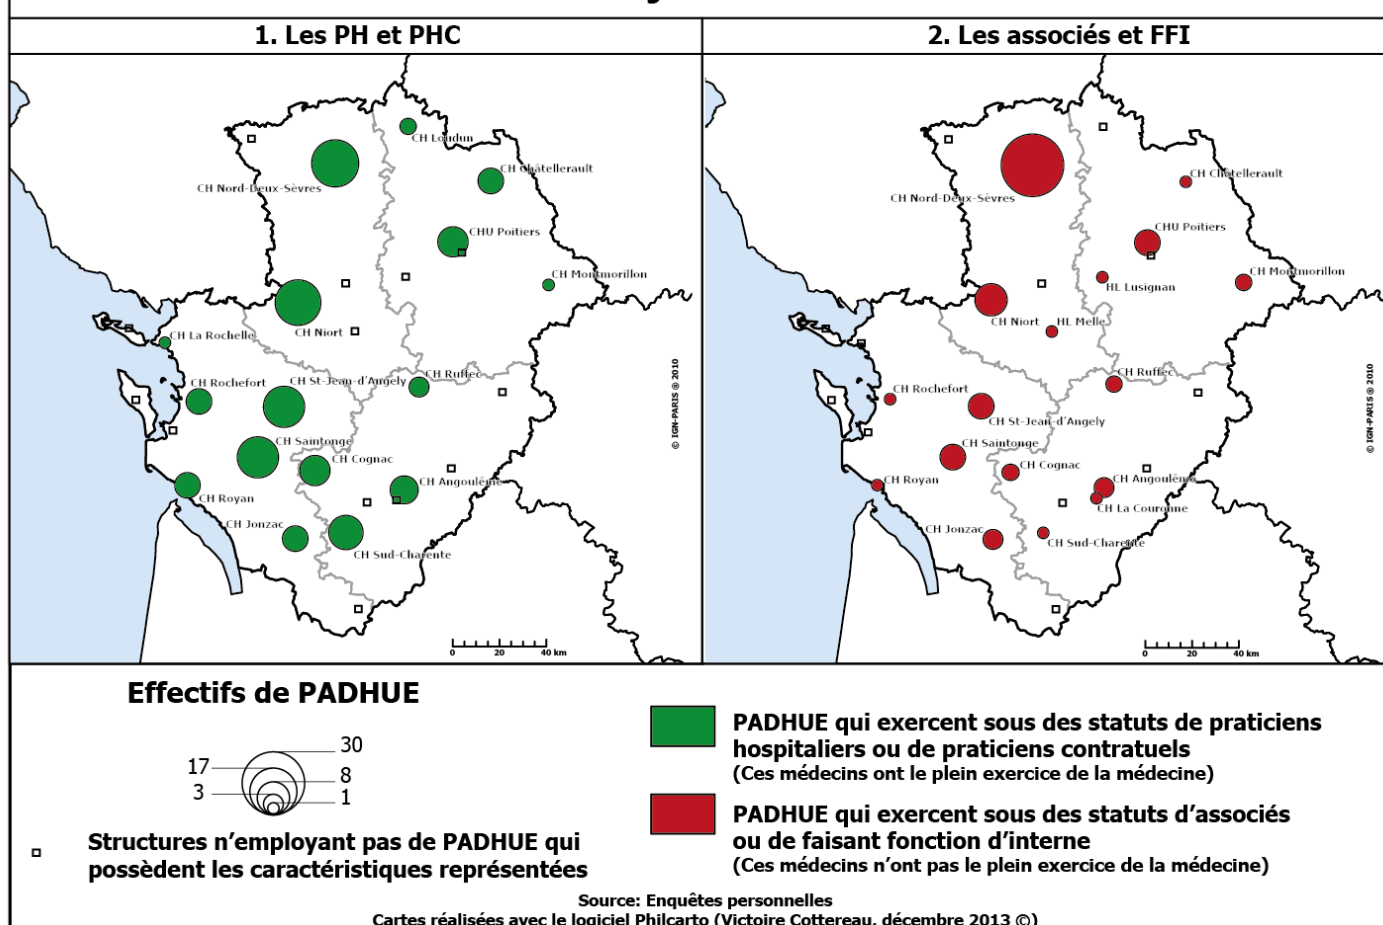 1. Les PH et PHC
2. Les associés et FFI
CH Loudun
CH Châtellerault
CH Nord-Deux-Sèvres
CHU Poitiers
CH Montmorillon
CH Niort
CH La Rochelle
CH Ruffec
CH Rochefort
CH St-Jean-d'Angely
CH Saintonge
CH Cognac
CH Angoulême
CH Royan
CH Jonzac
CH Sud-Charente
© IGN-PARIS ® 2010
0 20 40 km
CH Châtellerault
CH Nord-Deux-Sèvres
CHU Poitiers
CH Montmorillon
HL Lusignan
CH Niort
HL Melle
CH Ruffec
CH Rochefort
CH St-Jean-d'Angely
CH Saintonge
CH Cognac
CH Royan
CH Angoulême
CH La Couronne
CH Jonzac
CH Sud-Charente
© IGN-PARIS ® 2010
0 20 40 km
Effectifs de PADHUE
30
17
8
3
1
Structures n'employant pas de PADHUE qui
possèdent les caractéristiques représentées
PADHUE qui exercent sous des statuts de praticiens
hospitaliers ou de praticiens contratuels
(Ces médecins ont le plein exercice de la médecine)
PADHUE qui exercent sous des statuts d'associés
ou de faisant fonction d'interne
(Ces médecins n'ont pas le plein exercice de la médecine)
Source: Enquêtes personnelles
Cartes réalisées avec le logiciel Philcarto (Victoire Cottereau, décembre 2013 ©)